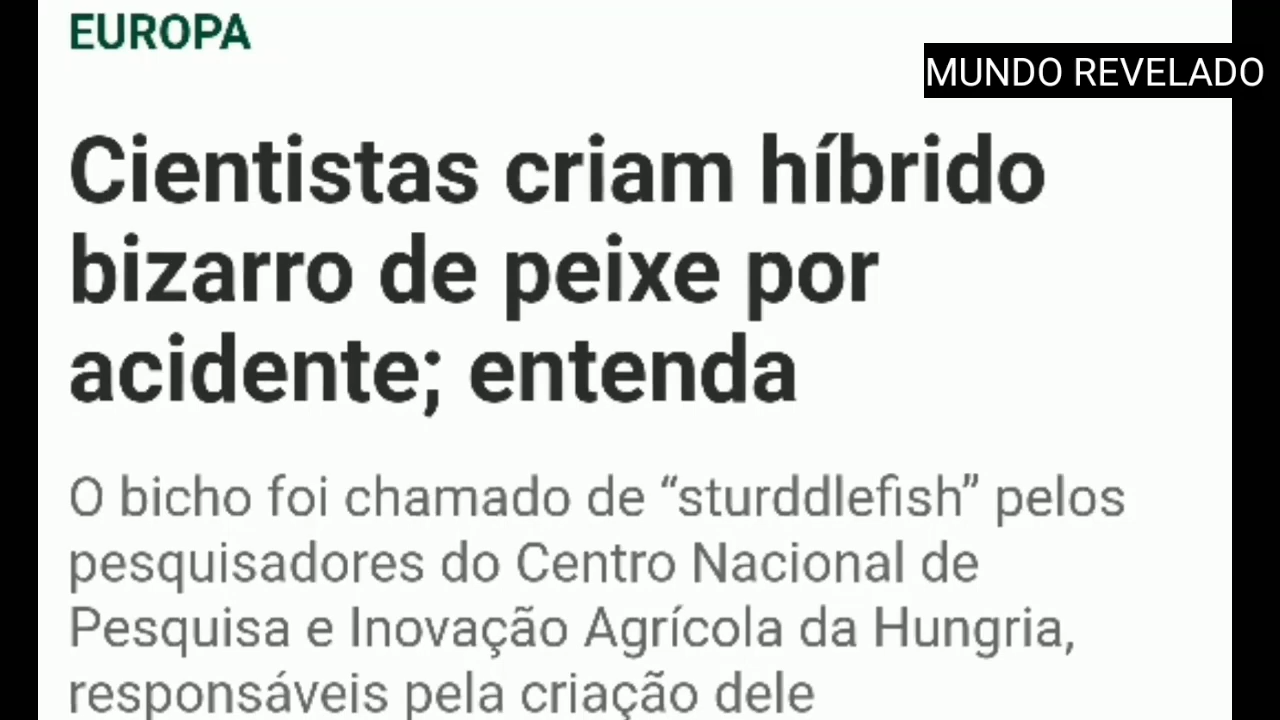 EUROPA
MUNDO REVELADO
Cientistas criam híbrido
bizarro de peixe por
acidente; entenda
O bicho foi chamado de “sturddlefish” pelos
pesquisadores do Centro Nacional de
Pesquisa e Inovação Agrícola da Hungria,
responsáveis pela criação dele